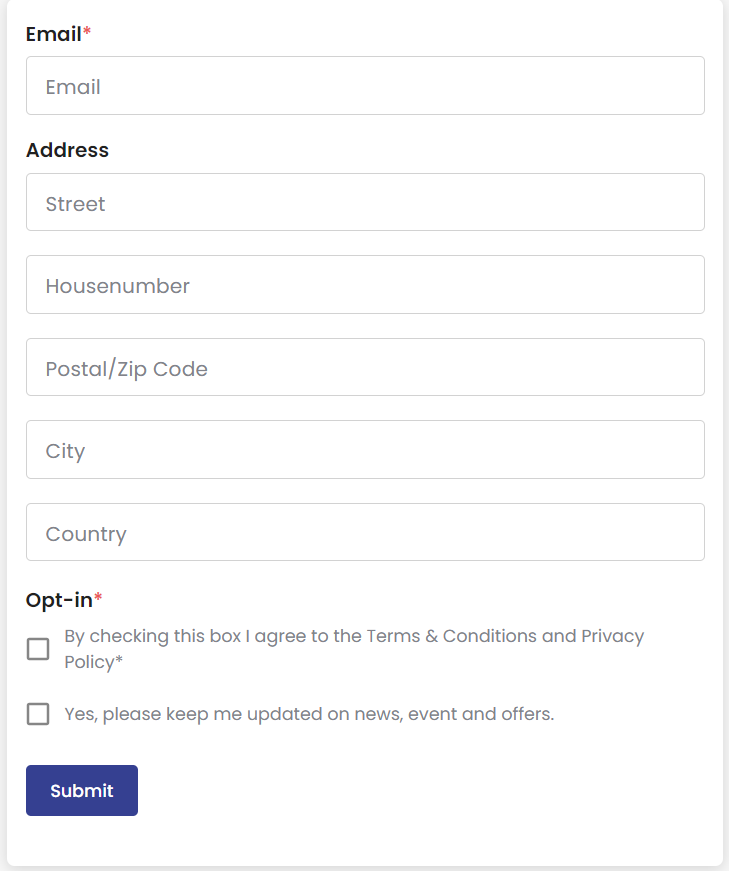 Email*
Email
Address
Street
Housenumber
Postal/Zip Code
City
Country
Opt-in*
By checking this box I agree to the Terms & Conditions and Privacy
Policy*
Yes, please keep me updated on news, event and offers.
Submit